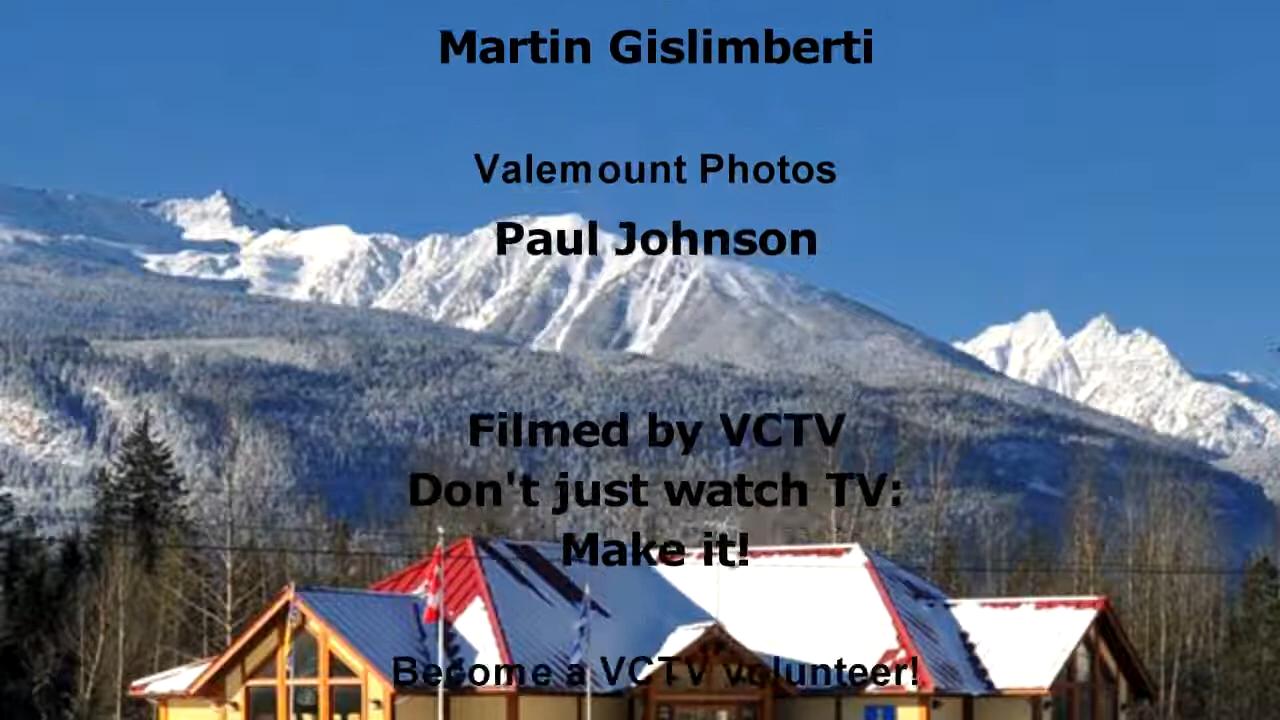 Martin Gislimberti
Valemount Photos
Paul Johnson
Filmed by VCTV
Don't just watch TV:
Make it!
Become a VCTV volunteer!